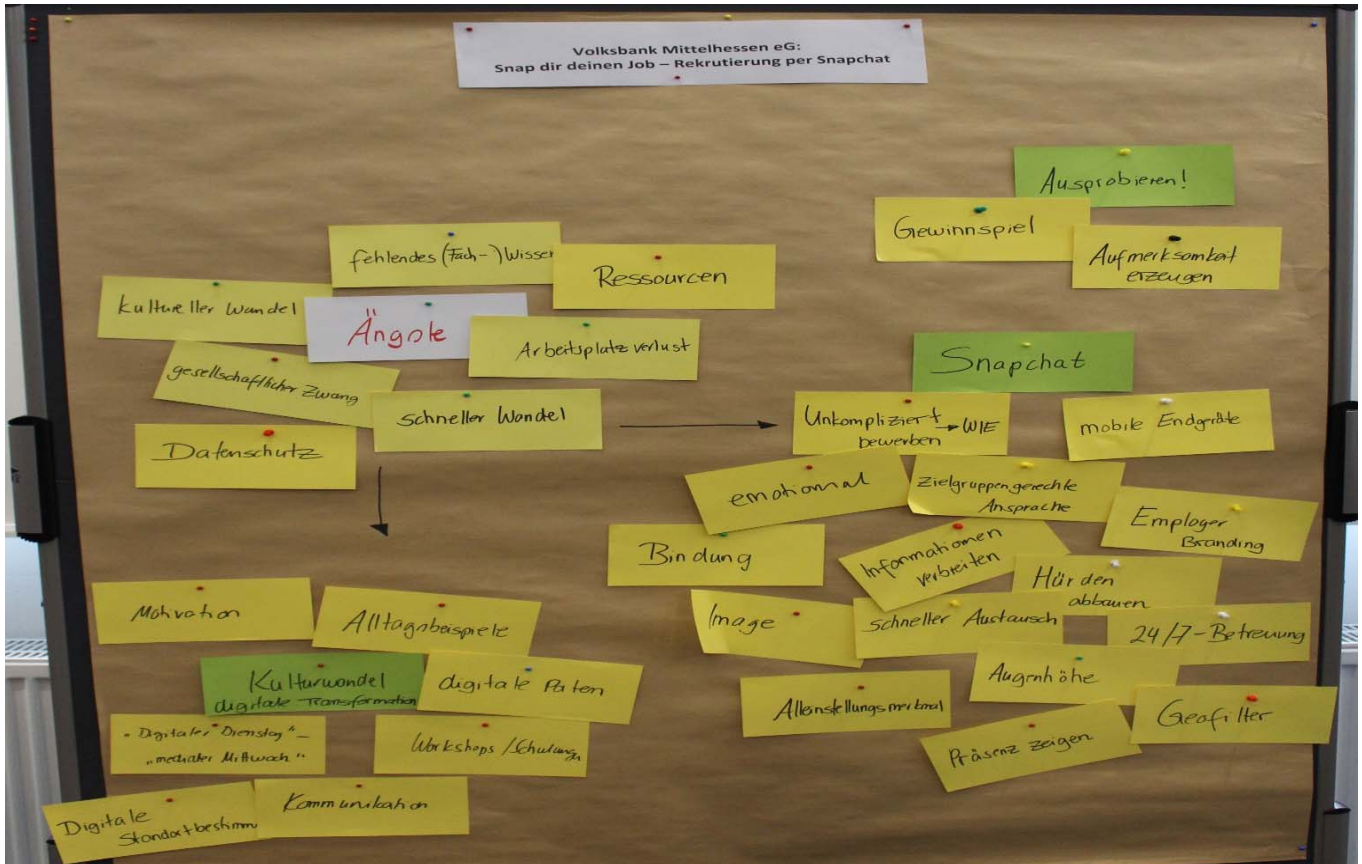 Volksbank Mittelhessen eG:
Snap dir deinen Job – Rekrutierung per Snapchat
Ausprobieren!
Gewinnspiel
Aufmerksamkeit
erzeugen
fehlendes (Fach-) Wissen
Ressourcen
Kultureller Wandel
Ängste
Arbeitsplatzverlust
gesellschaftlicher Zwang
schneller Wandel
Datenschutz
Snapchat
Unkompliziert
bewerben → WIE
mobile Endgeräte
emotional
Zielgruppengerechte
Ansprache
Employer
Branding
Bindung
Informationen
verbreiten
Hürden
abbauen
Image
schneller Austausch
24/7-Betreuung
Augenhöhe
Alleinstellungsmerkmal
Geofilter
Präsenz zeigen
Motivation
Alltagsbeispiele
Kulturwandel
digitale Transformation
digitale Paten
"Digitaler Dienstag" –
"medialer Mittwoch"
Workshops / Schulungen
Kommunikation
Digitale
Standortbestimm